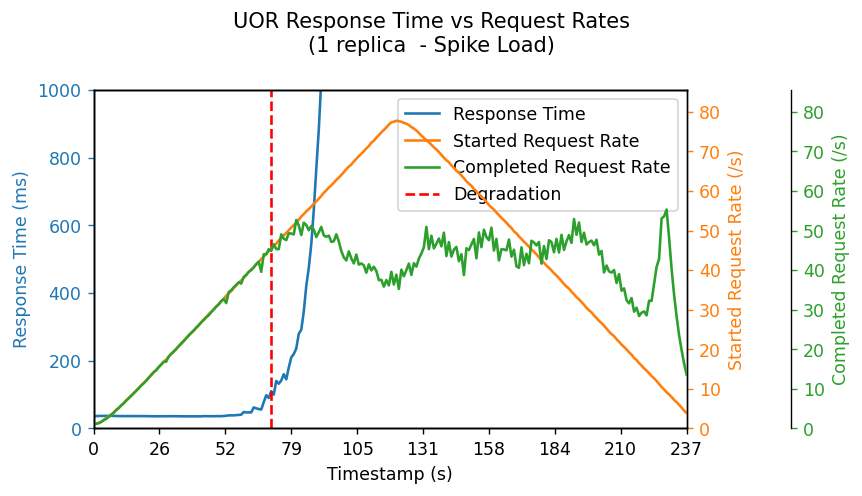 UOR Response Time vs Request Rates
(1 replica  - Spike Load)
1000
800
600
400
200
0
Response Time (ms)
Response Time
Started Request Rate
Completed Request Rate
Degradation
80
70
60
50
40
30
20
10
0
Started Request Rate (/s)
80
70
60
50
40
30
20
10
0
Completed Request Rate (/s)
0 26 52 79 105 131 158 184 210 237
Timestamp (s)